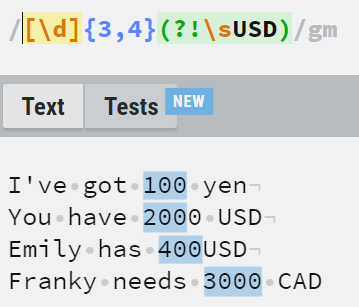 /[\d]{3,4}(?!\sUSD)/gm
Text Tests NEW
I've·got·100·yen¬
You·have·2000·USD¬
Emily·has·400USD¬
Franky·needs·3000·CAD